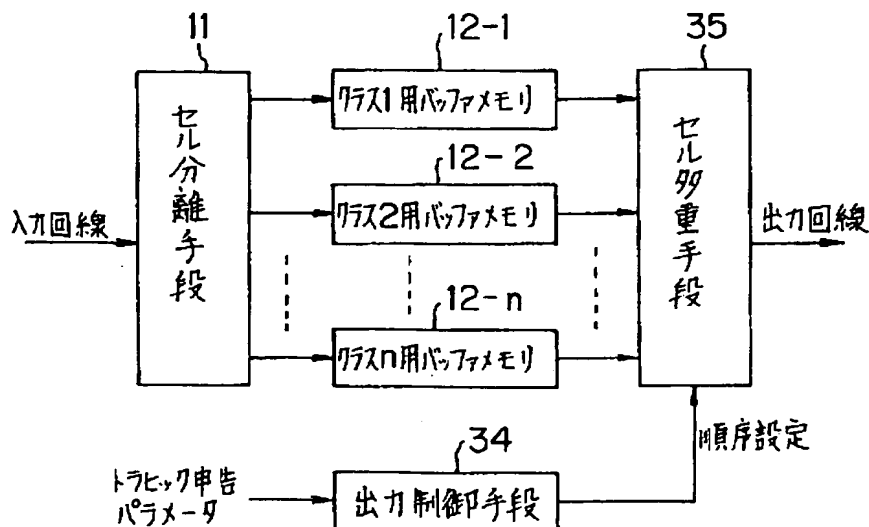 11
12-1
35
クラス1用バッファメモリ
セル分離手段
12-2
セル多重手段
入力回線
クラス2用バッファメモリ
出力回線
12-n
クラスn用バッファメモリ
34
順序設定
トラヒック申告
パラメータ
出力制御手段